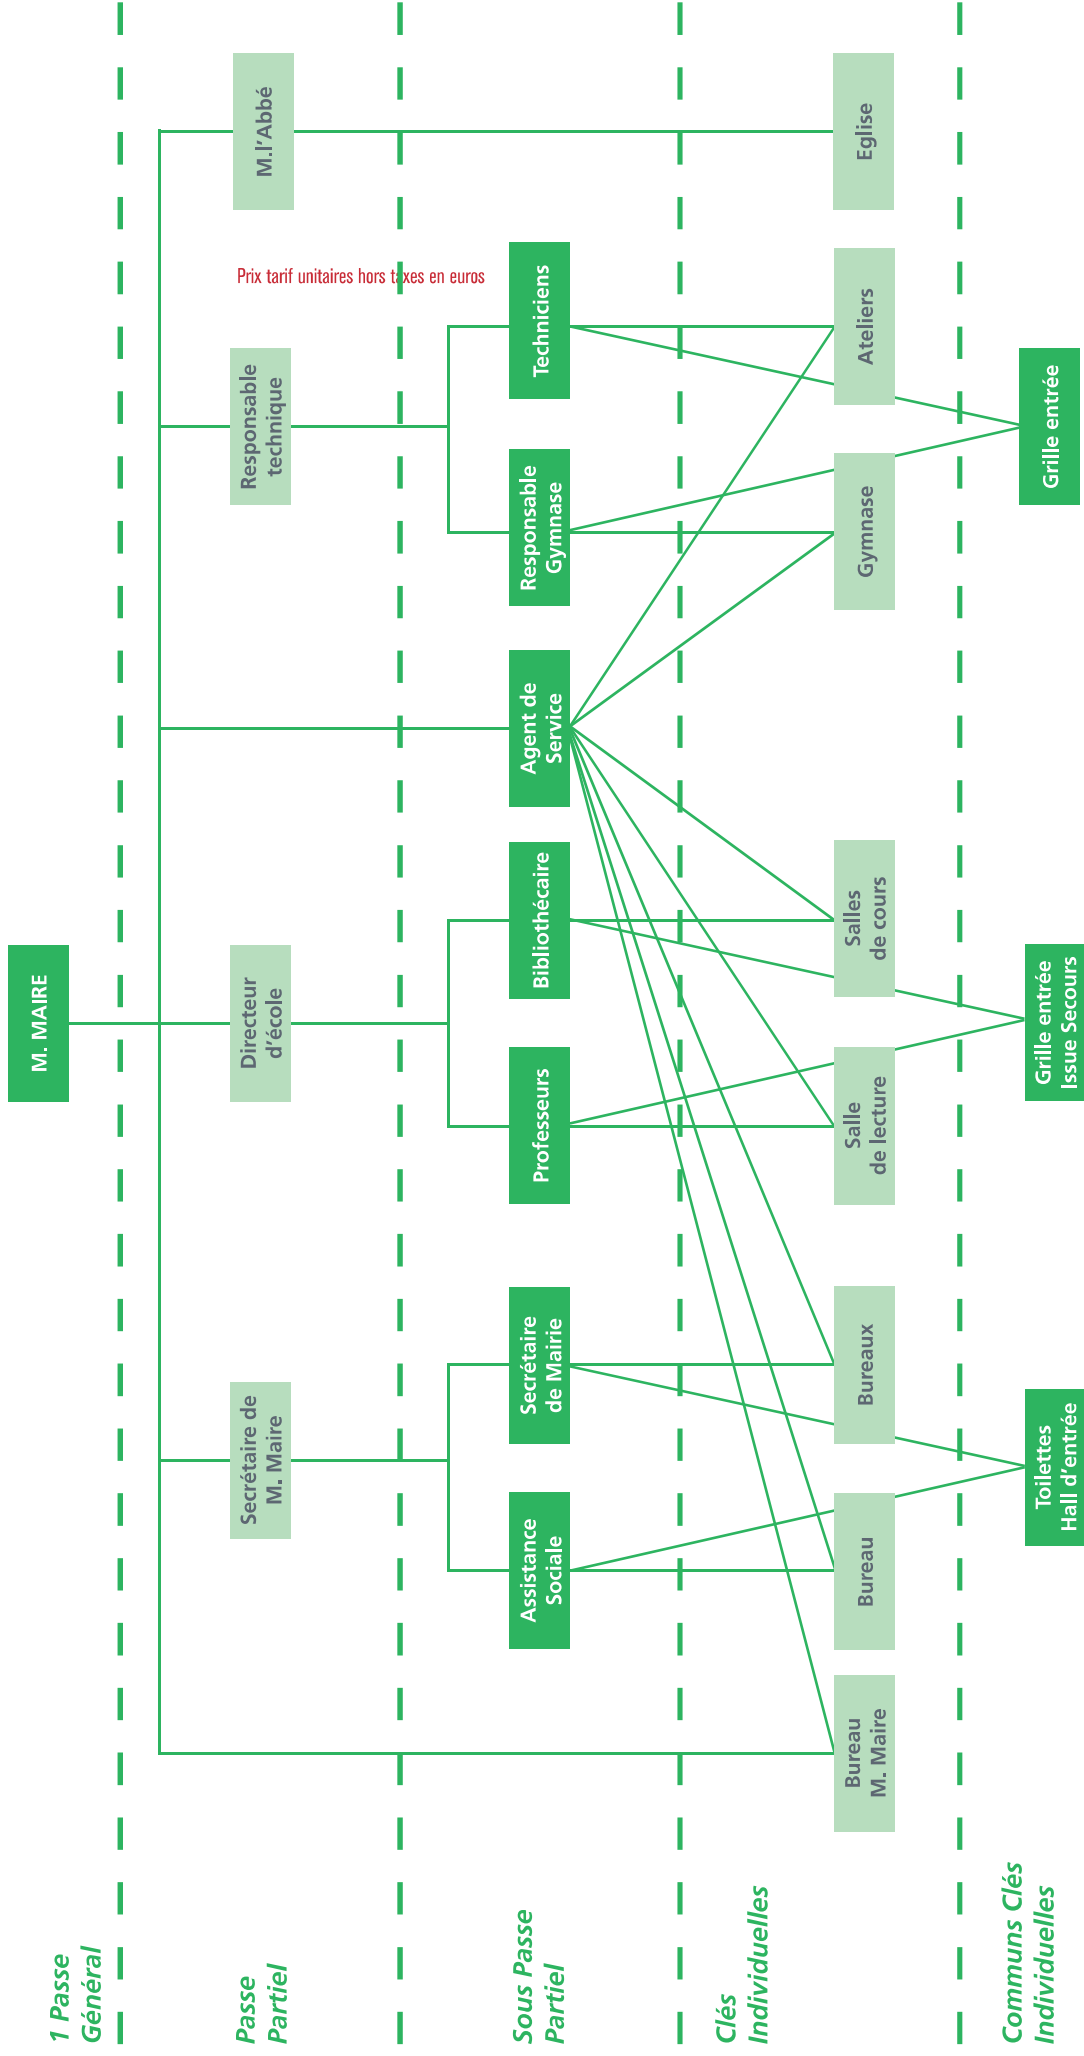 1 Passe
Général
M. MAIRE
Passe
Partiel
Secrétaire de
M. Maire
Directeur
d'école
Responsable
technique
M.l'Abbé
Prix tarif unitaires hors taxes en euros
Sous Passe
Partiel
Assistance
Sociale
Secrétaire
de Mairie
Professeurs
Bibliothécaire
Agent de
Service
Responsable
Gymnase
Techniciens
Clés
Individuelles
Bureau
M. Maire
Bureau
Bureaux
Salle
de lecture
Salles
de cours
Gymnase
Ateliers
Eglise
Communs Clés
Individuelles
Toilettes
Hall d'entrée
Grille entrée
Issue Secours
Grille entrée